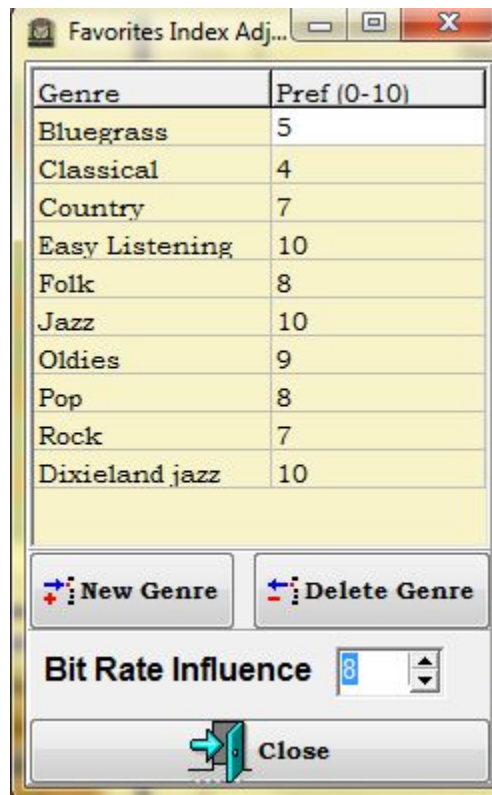 Favorites Index Adj...
Genre Pref (0-10)
Bluegrass 5
Classical 4
Country 7
Easy Listening 10
Folk 8
Jazz 10
Oldies 9
Pop 8
Rock 7
Dixieland jazz 10
New Genre Delete Genre
Bit Rate Influence 8
Close